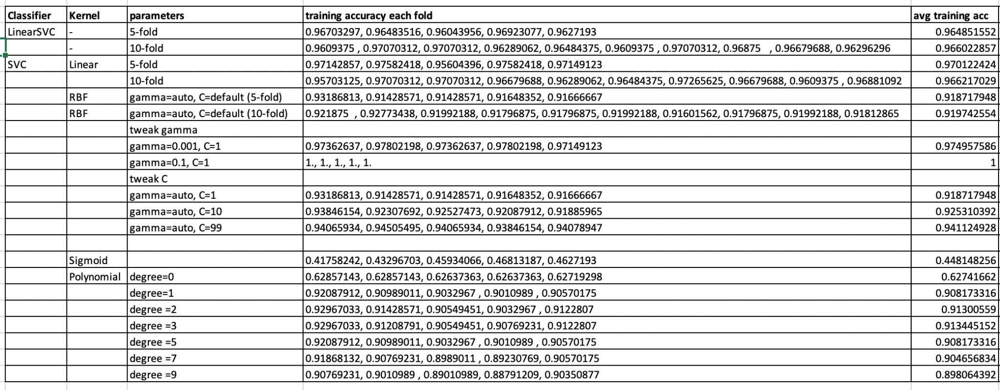 Classifier Kernel parameters training accuracy each fold avg training acc
LinearSVC - 5-fold 0.96703297, 0.96483516, 0.96043956, 0.96923077, 0.9627193 0.964851552
- 10-fold 0.9609375 , 0.97070312, 0.97070312, 0.96289062, 0.96484375, 0.9609375 , 0.97070312, 0.96875 , 0.96679688, 0.96296296 0.966022857
SVC Linear 5-fold 0.97142857, 0.97582418, 0.95604396, 0.97582418, 0.97149123 0.970122424
10-fold 0.95703125, 0.97070312, 0.97070312, 0.96679688, 0.96289062, 0.96484375, 0.97265625, 0.96679688, 0.9609375 , 0.96881092 0.966217029
RBF gamma=auto, C=default (5-fold) 0.93186813, 0.91428571, 0.91428571, 0.91648352, 0.91666667 0.918717948
RBF gamma=auto, C=default (10-fold) 0.921875 , 0.92773438, 0.91992188, 0.91796875, 0.91796875, 0.91992188, 0.91601562, 0.91796875, 0.91992188, 0.91812865 0.919742554
tweak gamma
gamma=0.001, C=1 0.97362637, 0.97802198, 0.97362637, 0.97802198, 0.97149123 0.974957586
gamma=0.1, C=1 1., 1., 1., 1., 1. 1
tweak C
gamma=auto, C=1 0.93186813, 0.91428571, 0.91428571, 0.91648352, 0.91666667 0.918717948
gamma=auto, C=10 0.93846154, 0.92307692, 0.92527473, 0.92087912, 0.91885965 0.925310392
gamma=auto, C=99 0.94065934, 0.94505495, 0.94065934, 0.93846154, 0.94078947 0.941124928
Sigmoid 0.41758242, 0.43296703, 0.45934066, 0.46813187, 0.4627193 0.448148256
Polynomial degree=0 0.62857143, 0.62857143, 0.62637363, 0.62637363, 0.62719298 0.62741662
degree=1 0.92087912, 0.90989011, 0.9032967 , 0.9010989 , 0.90570175 0.908173316
degree =2 0.92967033, 0.91428571, 0.90549451, 0.9032967 , 0.9122807 0.91300559
degree =3 0.92967033, 0.91208791, 0.90549451, 0.90769231, 0.9122807 0.913445152
degree =5 0.92087912, 0.90989011, 0.9032967 , 0.9010989 , 0.90570175 0.908173316
degree =7 0.91868132, 0.90769231, 0.8989011 , 0.89230769, 0.90570175 0.904656834
degree =9 0.90769231, 0.9010989 , 0.89010989, 0.88791209, 0.90350877 0.898064392